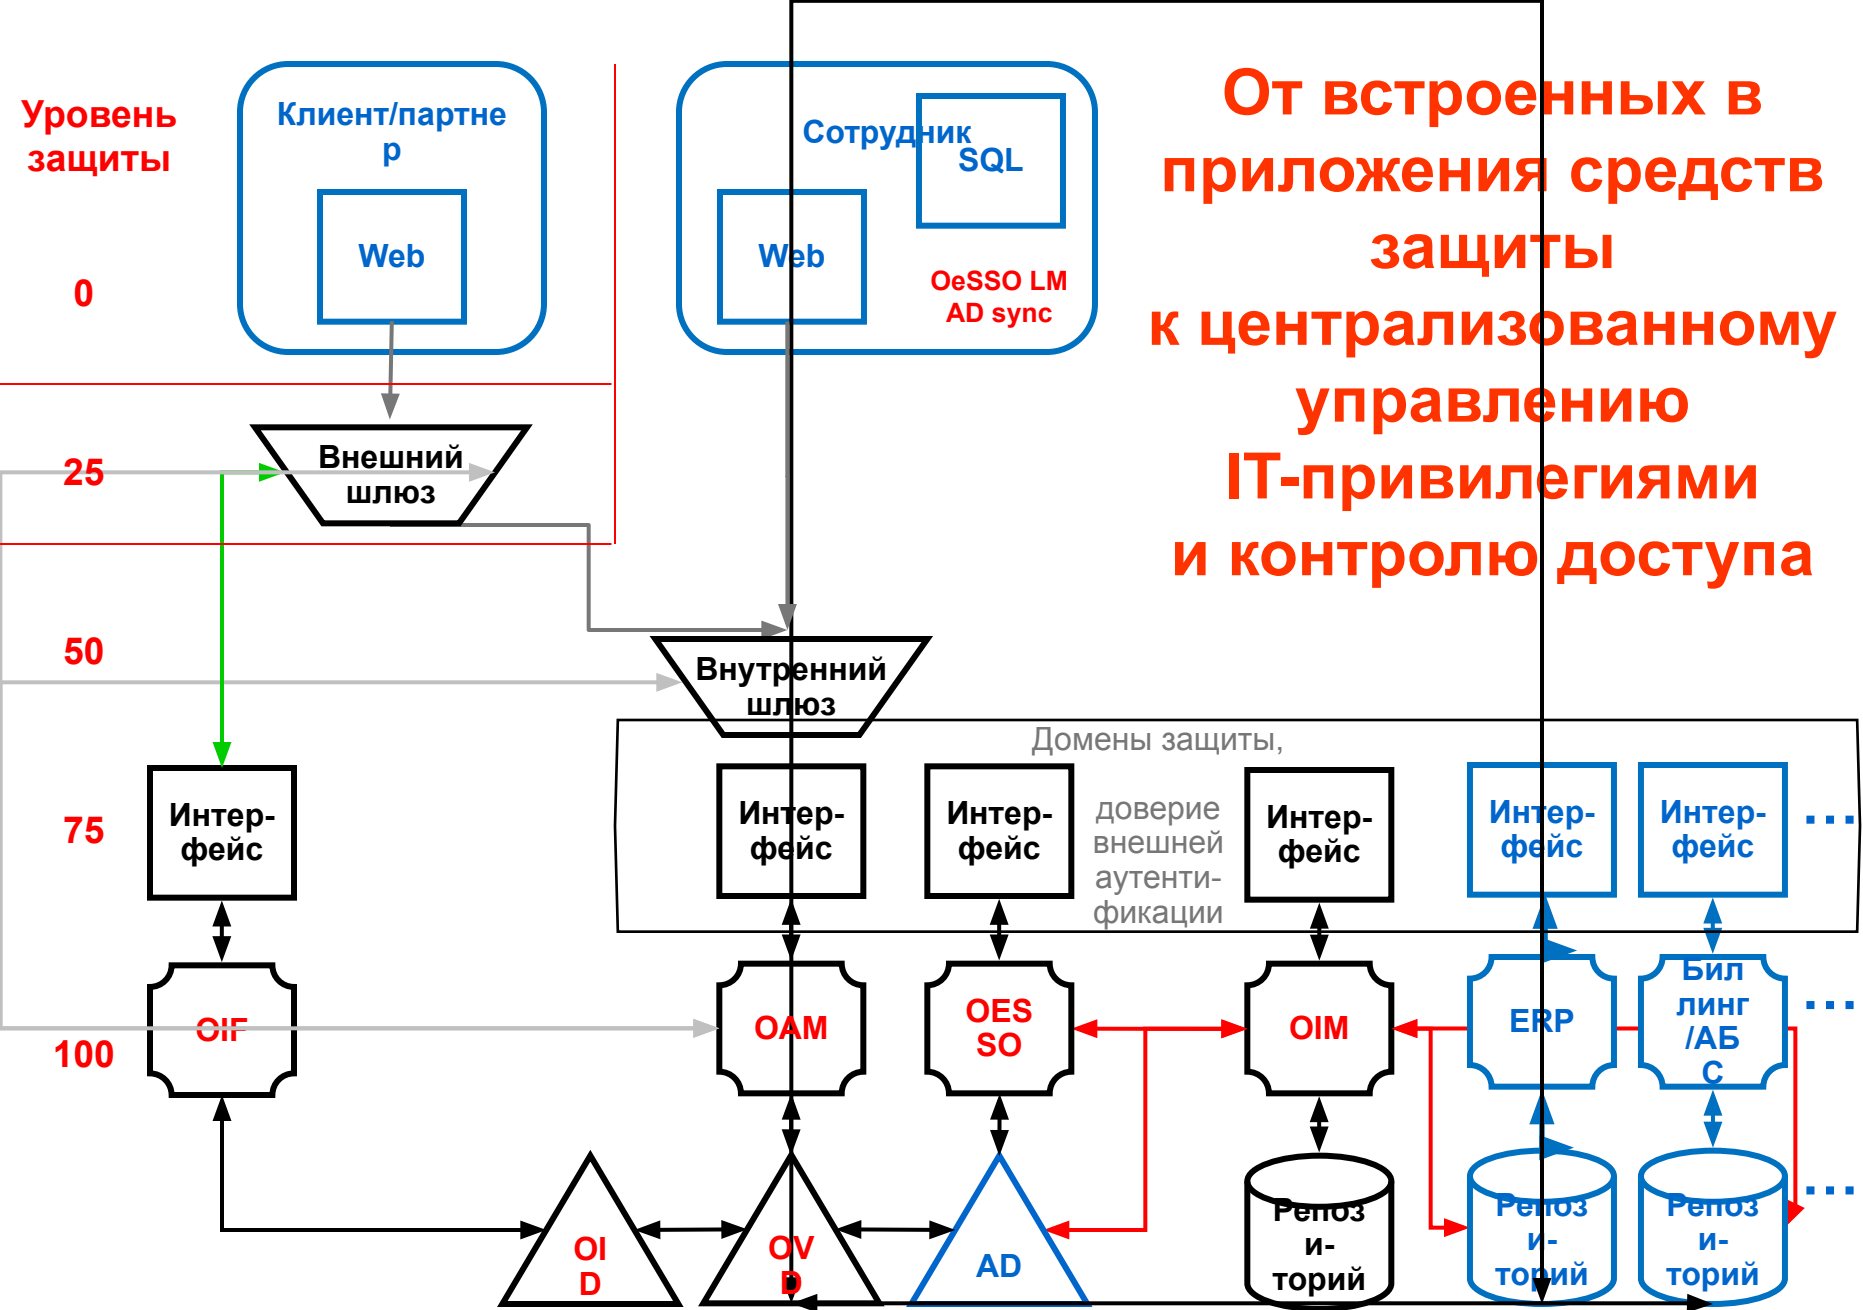 Уровень
защиты
Клиент/партне
р
Web
Сотрудник
SQL
Web
OeSSO LM
AD sync
От встроенных в
приложения средств
защиты
к централизованному
управлению
IT-привилегиями
и контролю доступа
0
25
Внешний
шлюз
50
Внутренний
шлюз
Домены защиты,
доверие
внешней
аутенти-
фикации
75
Интер-
фейс
Интер-
фейс
Интер-
фейс
Интер-
фейс
Интер-
фейс
Интер-
фейс
...
100
OIF
OAM
OES
SO
OIM
ERP
Бил
линг
/АБ
С
...
OI
D
OV
D
AD
Репоз
и-
торий
Репоз
и-
торий
Репоз
и-
торий
...